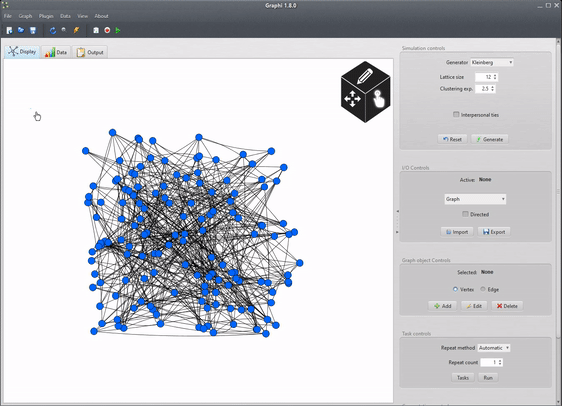 Graphi 1.8.0
File Graph Plugin Data View About
Display Data Output
Simulation controls
Generator Kleinberg
Lattice size 12
Clustering exp. 2.5
Interpersonal ties
Reset Generate
I/O Controls
Active: None
Graph
Directed
Import Export
Graph object Controls
Selected: None
Vertex Edge
Add Edit Delete
Task controls
Repeat method Automatic
Repeat count 1
Tasks Run